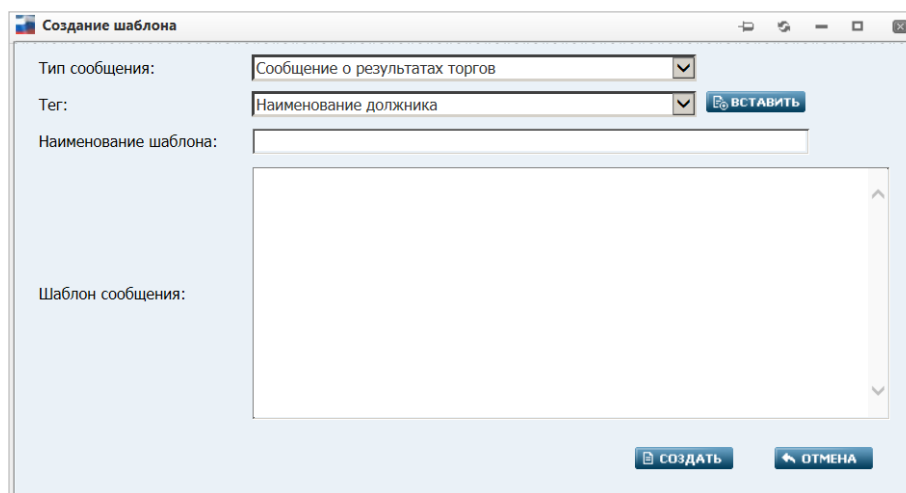 Создание шаблона
Тип сообщения: Сообщение о результатах торгов
Тег: Наименование должника ВСТАВИТЬ
Наименование шаблона:
Шаблон сообщения:
СОЗДАТЬ ОТМЕНА